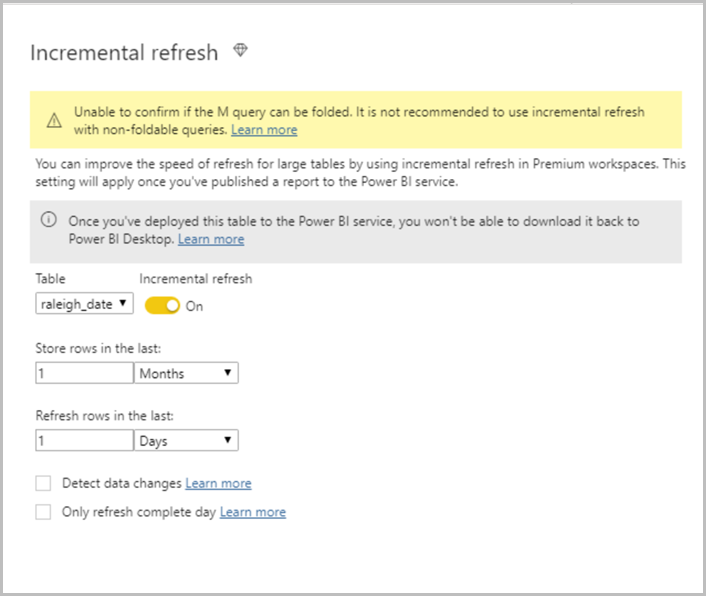 Incremental refresh
Unable to confirm if the M query can be folded. It is not recommended to use incremental refresh
with non-foldable queries. Learn more
You can improve the speed of refresh for large tables by using incremental refresh in Premium workspaces. This
setting will apply once you've published a report to the Power BI service.
Once you've deployed this table to the Power BI service, you won't be able to download it back to
Power BI Desktop. Learn more
Table Incremental refresh
raleigh_date On
Store rows in the last:
1 Months
Refresh rows in the last:
1 Days
Detect data changes Learn more
Only refresh complete day Learn more